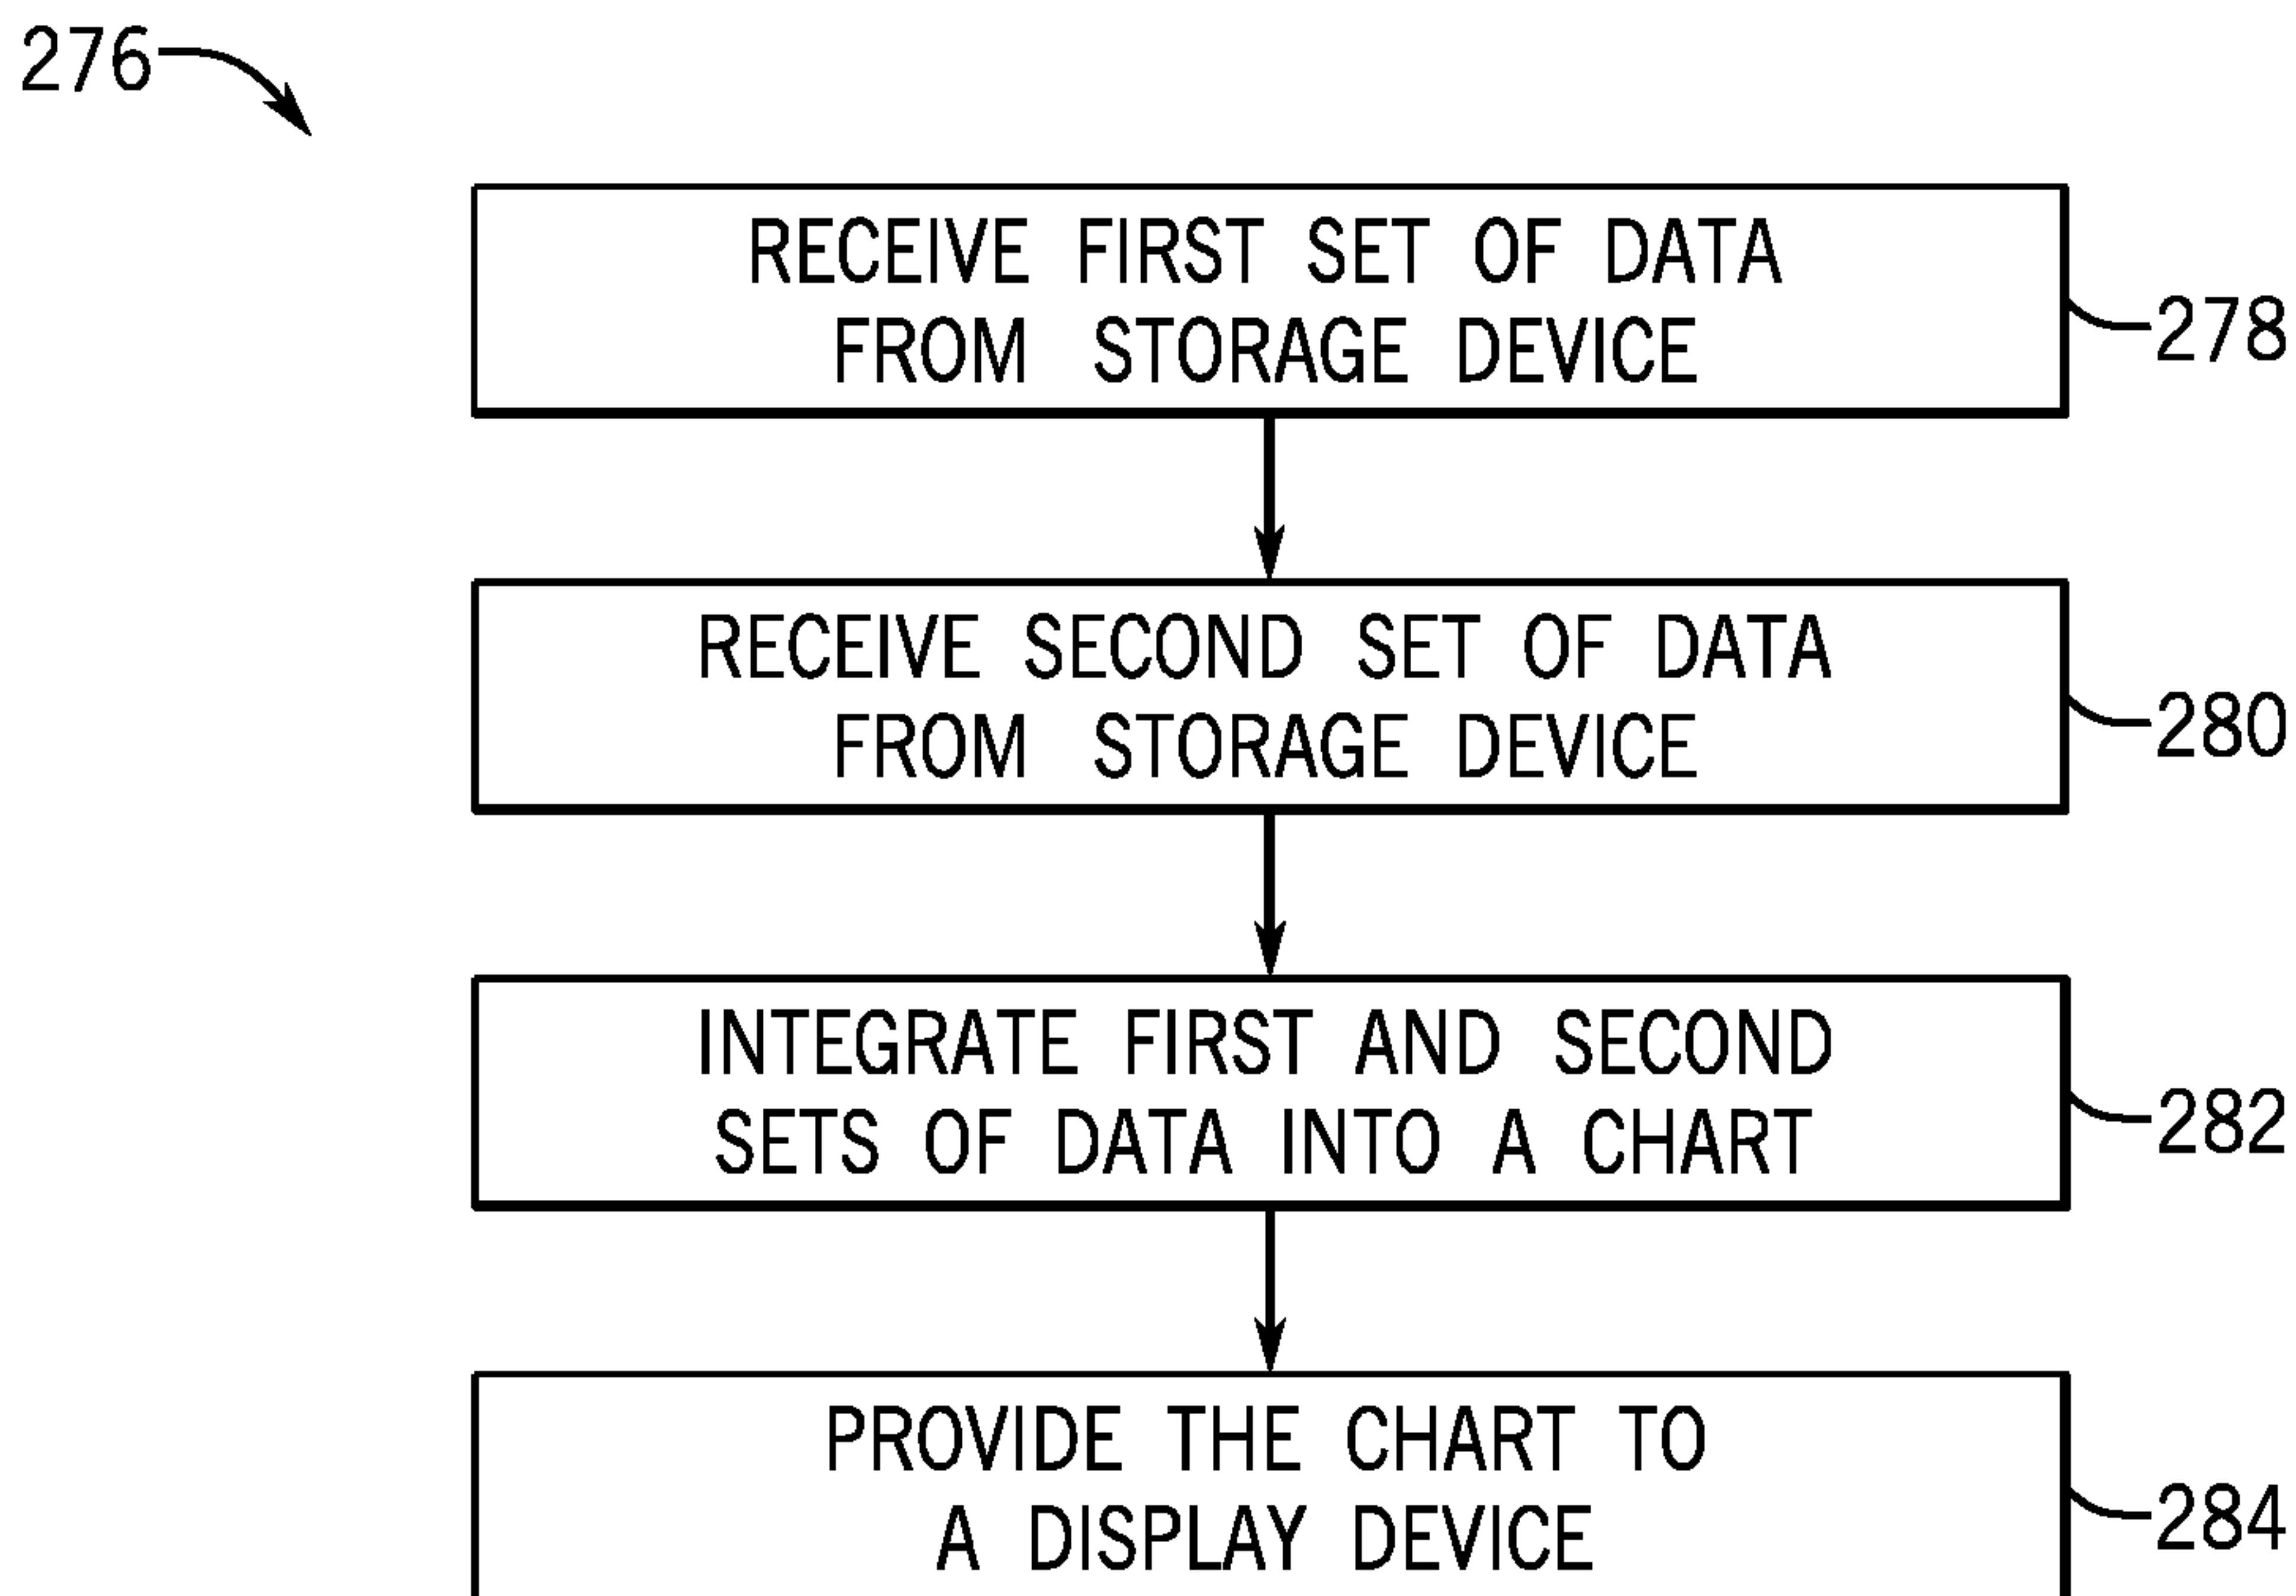 276
RECEIVE FIRST SET OF DATA
FROM STORAGE DEVICE
278
RECEIVE SECOND SET OF DATA
FROM STORAGE DEVICE
280
INTEGRATE FIRST AND SECOND
SETS OF DATA INTO A CHART
282
PROVIDE THE CHART TO
A DISPLAY DEVICE
284